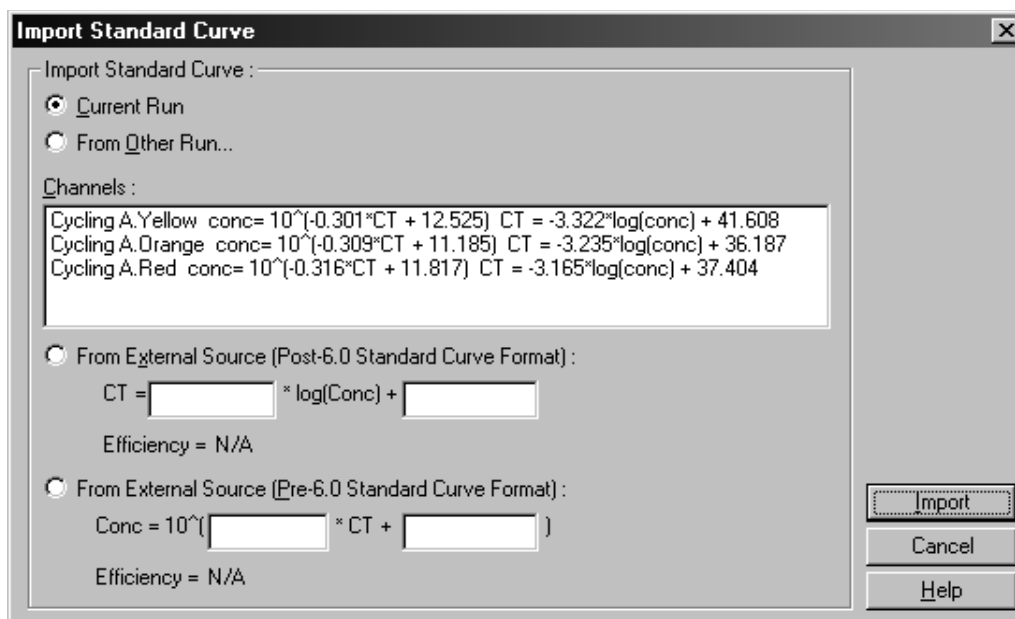 Import Standard Curve
Import Standard Curve :
Current Run
From Other Run...
Channels :
Cycling A.Yellow conc= 10^(-0.301*CT + 12.525) CT = -3.322*log(conc) + 41.608
Cycling A.Orange conc= 10^(-0.309*CT + 11.185) CT = -3.235*log(conc) + 36.187
Cycling A.Red conc= 10^(-0.316*CT + 11.817) CT = -3.165*log(conc) + 37.404
From External Source (Post-6.0 Standard Curve Format) :
CT = * log(Conc) +
Efficiency = N/A
From External Source (Pre-6.0 Standard Curve Format) :
Conc = 10^( * CT + )
Efficiency = N/A
Import
Cancel
Help